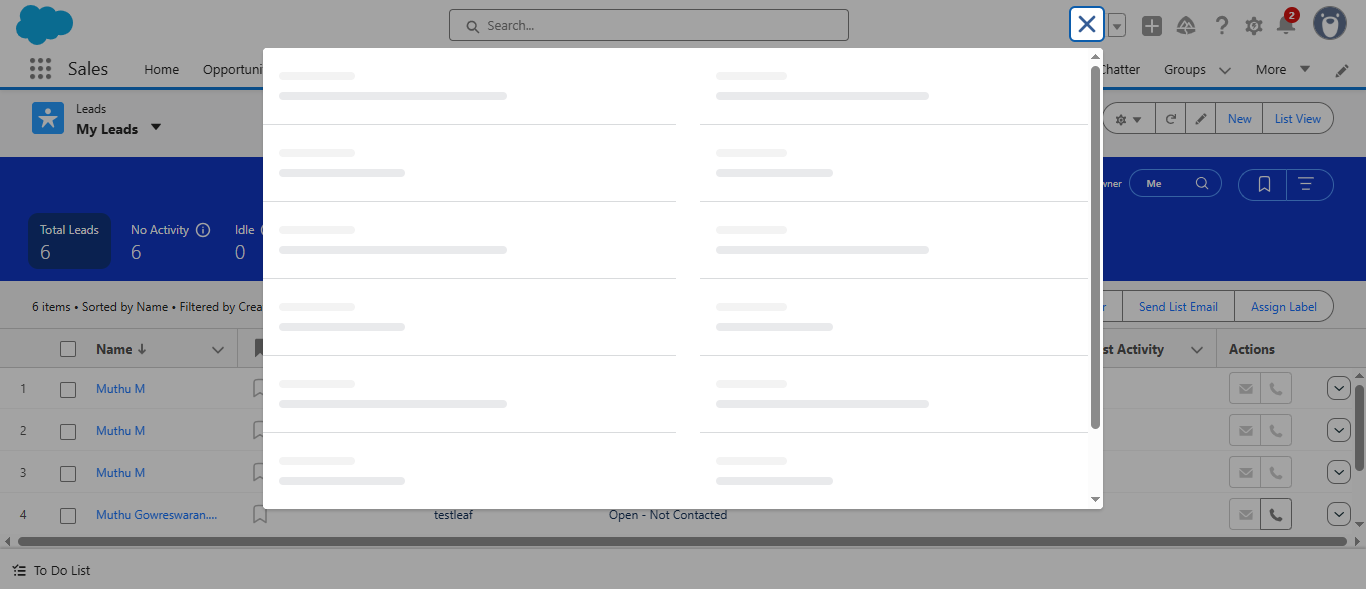 Search...
2
Sales
Home
Opportuni
Chatter
Groups
More
Leads
My Leads
New
List View
wner
Me
Total Leads
6
No Activity
6
Idle
0
6 items • Sorted by Name • Filtered by Crea
r
Send List Email
Assign Label
Name
st Activity
Actions
1
Muthu M
2
Muthu M
3
Muthu M
4
Muthu Gowreswaran....
testleaf
Open - Not Contacted
To Do List